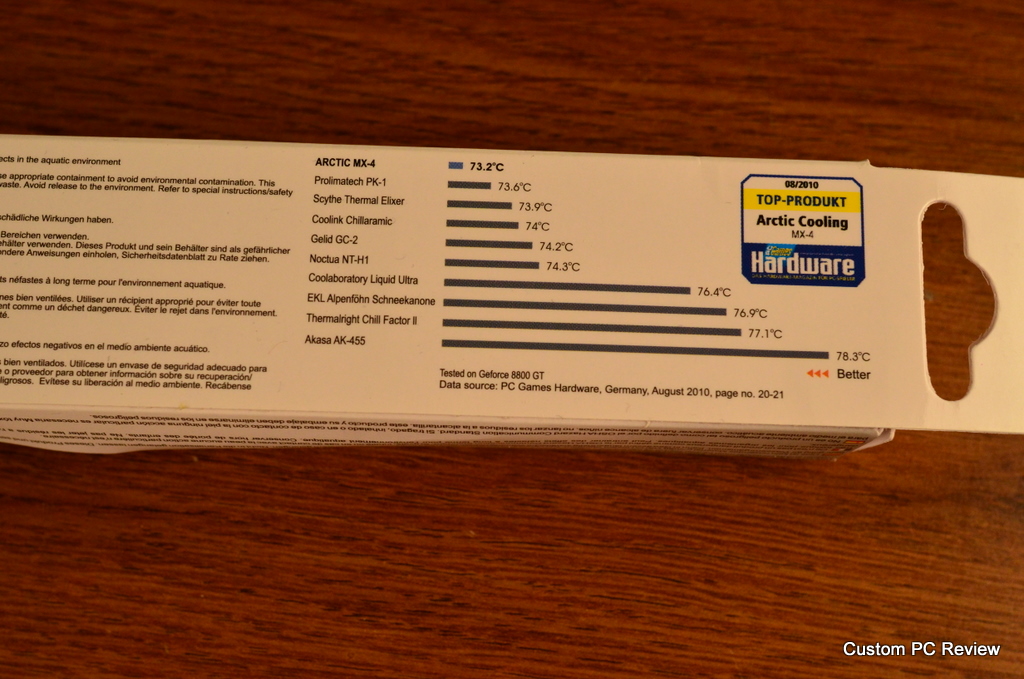 ects in the aquatic environment
e appropriate containment to avoid environmental contamination. This
vaste. Avoid release to the environment. Refer to special instructions/safety
schädliche Wirkungen haben.
Bereichen verwenden.
ehälter verwenden. Dieses Produkt und sein Behälter sind als gefährlicher
ondere Anweisungen einholen, Sicherheitsdatenblatt zu Rate ziehen.
ts néfastes à long terme pour l'environnement aquatique.
nes bien ventilées. Utiliser un récipient approprié pour éviter toute
ent comme un déchet dangereux. Éviter le rejet dans l'environnement.
té.
zo efectos negativos en el medio ambiente acuático.
bien ventilados. Utilícese un envase de seguridad adecuado para
e o proveedor para obtener información sobre su recuperación/
ligrosos. Evítese su liberación al medio ambiente. Recábense
ARCTIC MX-4 73.2°C
Prolimatech PK-1 73.6°C
Scythe Thermal Elixer 73.9°C
Coolink Chillaramic 74°C
Gelid GC-2 74.2°C
Noctua NT-H1 74.3°C
Coolaboratory Liquid Ultra 76.4°C
EKL Alpenföhn Schneekanone 76.9°C
Thermalright Chill Factor II 77.1°C
Akasa AK-455 78.3°C
Better
Tested on Geforce 8800 GT
Data source: PC Games Hardware, Germany, August 2010, page no. 20-21
08/2010
TOP-PRODUKT
Arctic Cooling
MX-4
Hardware
Custom PC Review